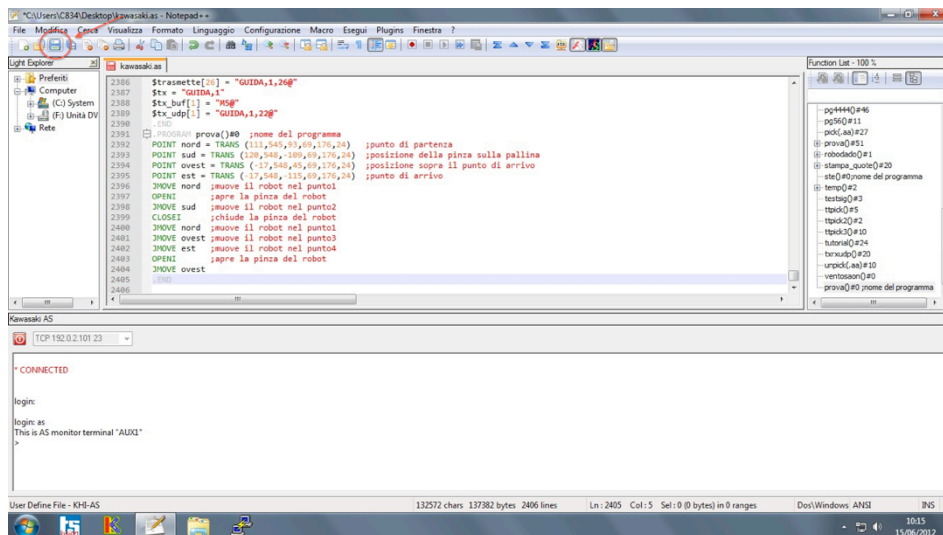 *C:\Users\C834\Desktop\kawasaki.as - Notepad++
File Modifica Cerca Visualizza Formato Linguaggio Configurazione Macro Esegui Plugins Finestra ?
Light Explorer
Preferiti
Computer
(C:) System
(F:) Unità DV
Rete
kawasaki.as
2386 $trasmette[26] = "GUIDA,1,26@"
2387 $tx = "GUIDA,1"
2388 $tx_buf[1] = "MS@"
2389 $tx_udp[1] = "GUIDA,1,22@"
2390 .END
2391 .PROGRAM prova()#0 ;nome del programma
2392 POINT nord = TRANS (111,545,93,69,176,24) ;punto di partenza
2393 POINT sud = TRANS (120,548,-109,69,176,24) ;posizione della pinza sulla pallina
2394 POINT ovest = TRANS (-17,548,45,69,176,24) ;posizione sopra il punto di arrivo
2395 POINT est = TRANS (-17,548,-115,69,176,24) ;punto di arrivo
2396 JMOVE nord ;muove il robot nel punto1
2397 OPENI ;apre la pinza del robot
2398 JMOVE sud ;muove il robot nel punto2
2399 CLOSEI ;chiude la pinza del robot
2400 JMOVE nord ;muove il robot nel punto1
2401 JMOVE ovest ;muove il robot nel punto3
2402 JMOVE est ;muove il robot nel punto4
2403 OPENI ;apre la pinza del robot
2404 JMOVE ovest
2405 .END
2406
Function List - 100 %
pg4444()#46
pg56()#11
pick(.aa)#27
prova()#51
robodado()#1
stampa_quote()#20
ste()#0;nome del programma
temp()#2
testsig()#3
ttpick()#5
ttpick2()#2
ttpick3()#10
tutorial()#24
txrxudp()#20
unpick(.aa)#10
ventosaon()#0
prova()#0 ;nome del programma
Kawasaki AS
TCP 192.0.2.101 23
* CONNECTED
login:
login: as
This is AS monitor terminal "AUX1"
>
User Define File - KHI-AS
132572 chars 137382 bytes 2406 lines
Ln : 2405 Col : 5 Sel : 0 (0 bytes) in 0 ranges
Dos\Windows ANSI INS
10:15
15/06/2012